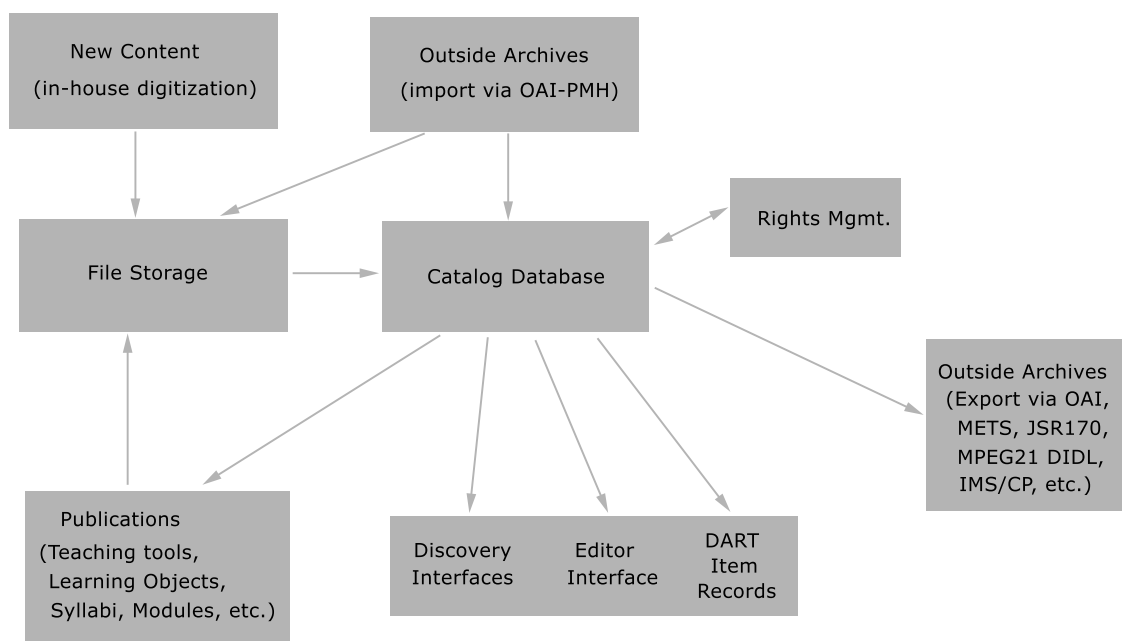 New Content
(in-house digitization)
Outside Archives
(import via OAI-PMH)
Rights Mgmt.
File Storage
Catalog Database
Outside Archives
(Export via OAI,
METS, JSR170,
MPEG21 DIDL,
IMS/CP, etc.)
Publications
(Teaching tools,
Learning Objects,
Syllabi, Modules, etc.)
Discovery
Interfaces
Editor
Interface
DART
Item
Records